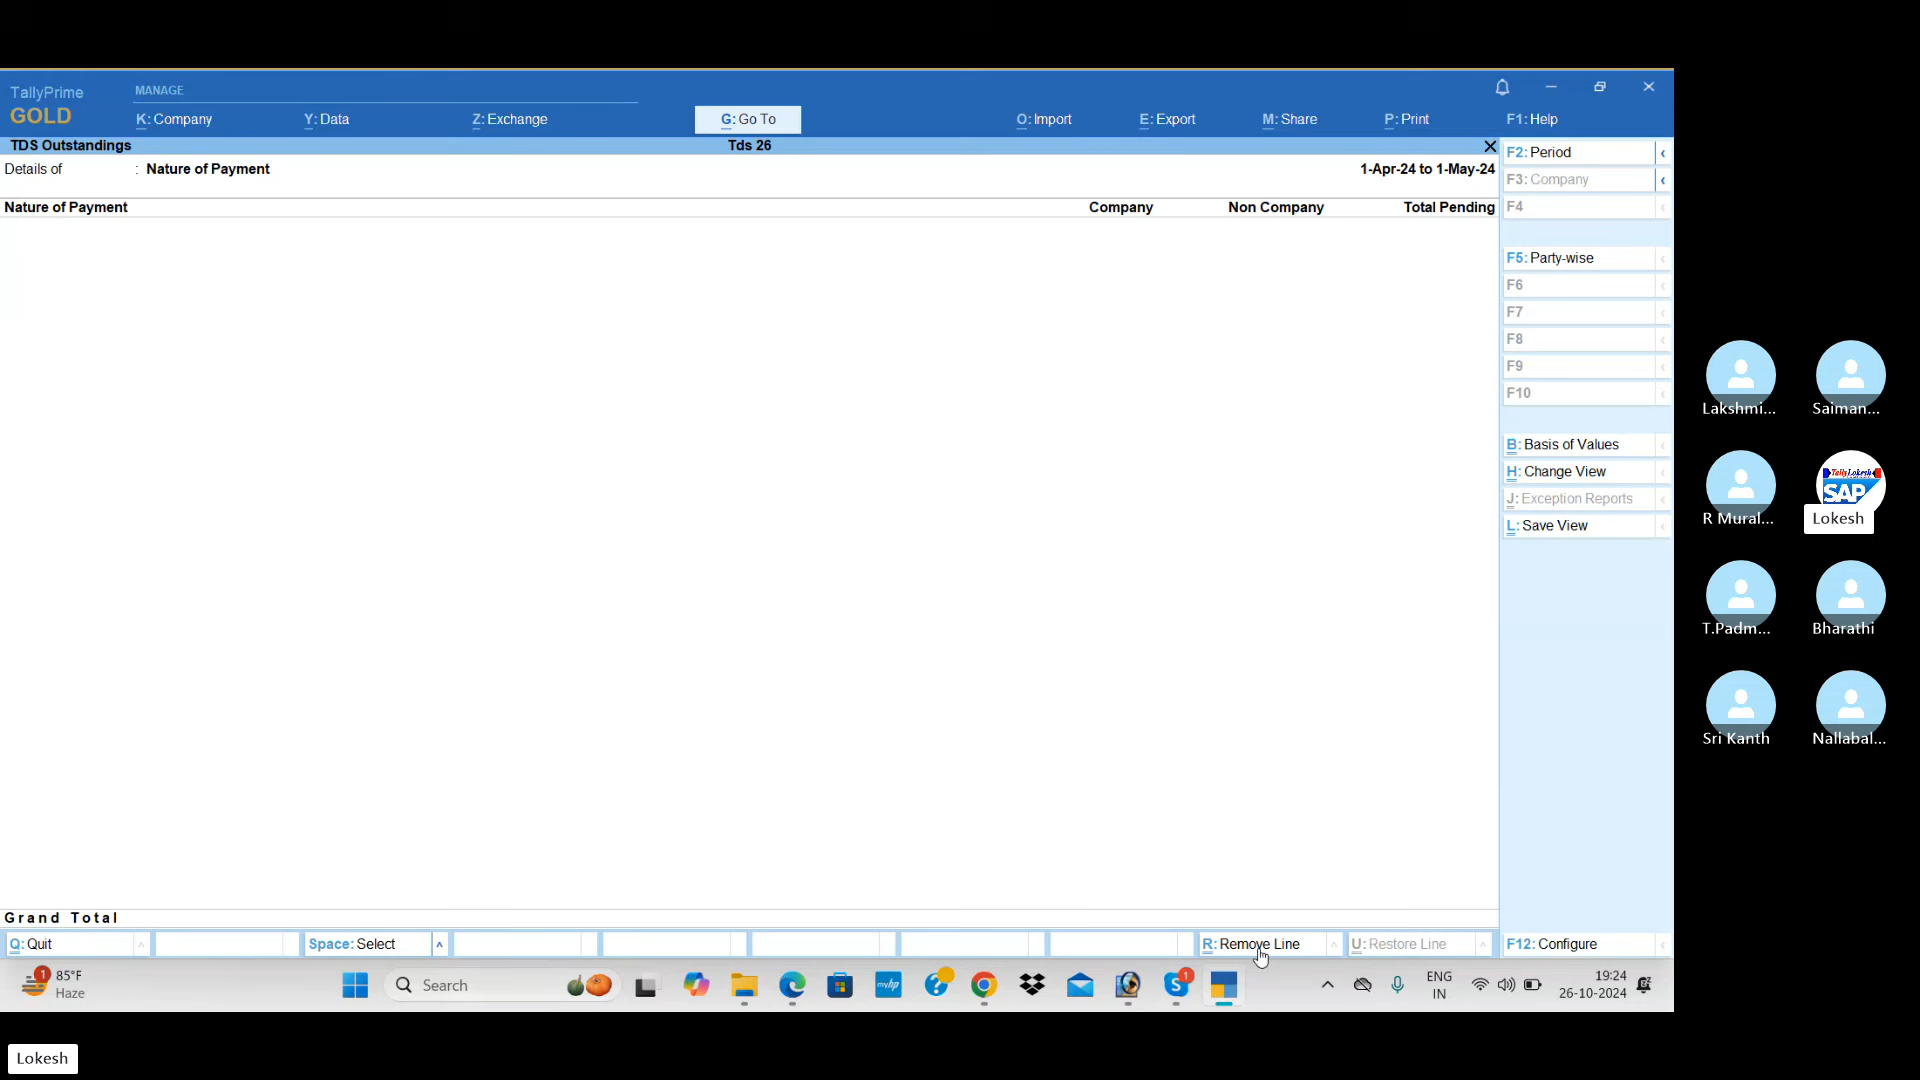 TallyPrime
GOLD
MANAGE
K: Company
Y: Data
Z: Exchange
G: Go To
O: Import
E: Export
M: Share
P: Print
F1: Help
TDS Outstandings
Tds 26
Details of : Nature of Payment
1-Apr-24 to 1-May-24
Nature of Payment
Company
Non Company
Total Pending
F2: Period
F3: Company
F4
F5: Party-wise
F6
F7
F8
F9
F10
B: Basis of Values
H: Change View
J: Exception Reports
L: Save View
Grand Total
Q: Quit
Space: Select
R: Remove Line
U: Restore Line
F12: Configure
Lakshmi...
Saiman...
R Mural...
TallyLokesh
SAP
Lokesh
T.Padm...
Bharathi
Sri Kanth
Nallabal...
1
85°F
Haze
Search
myhp
1
ENG
IN
19:24
26-10-2024
Lokesh